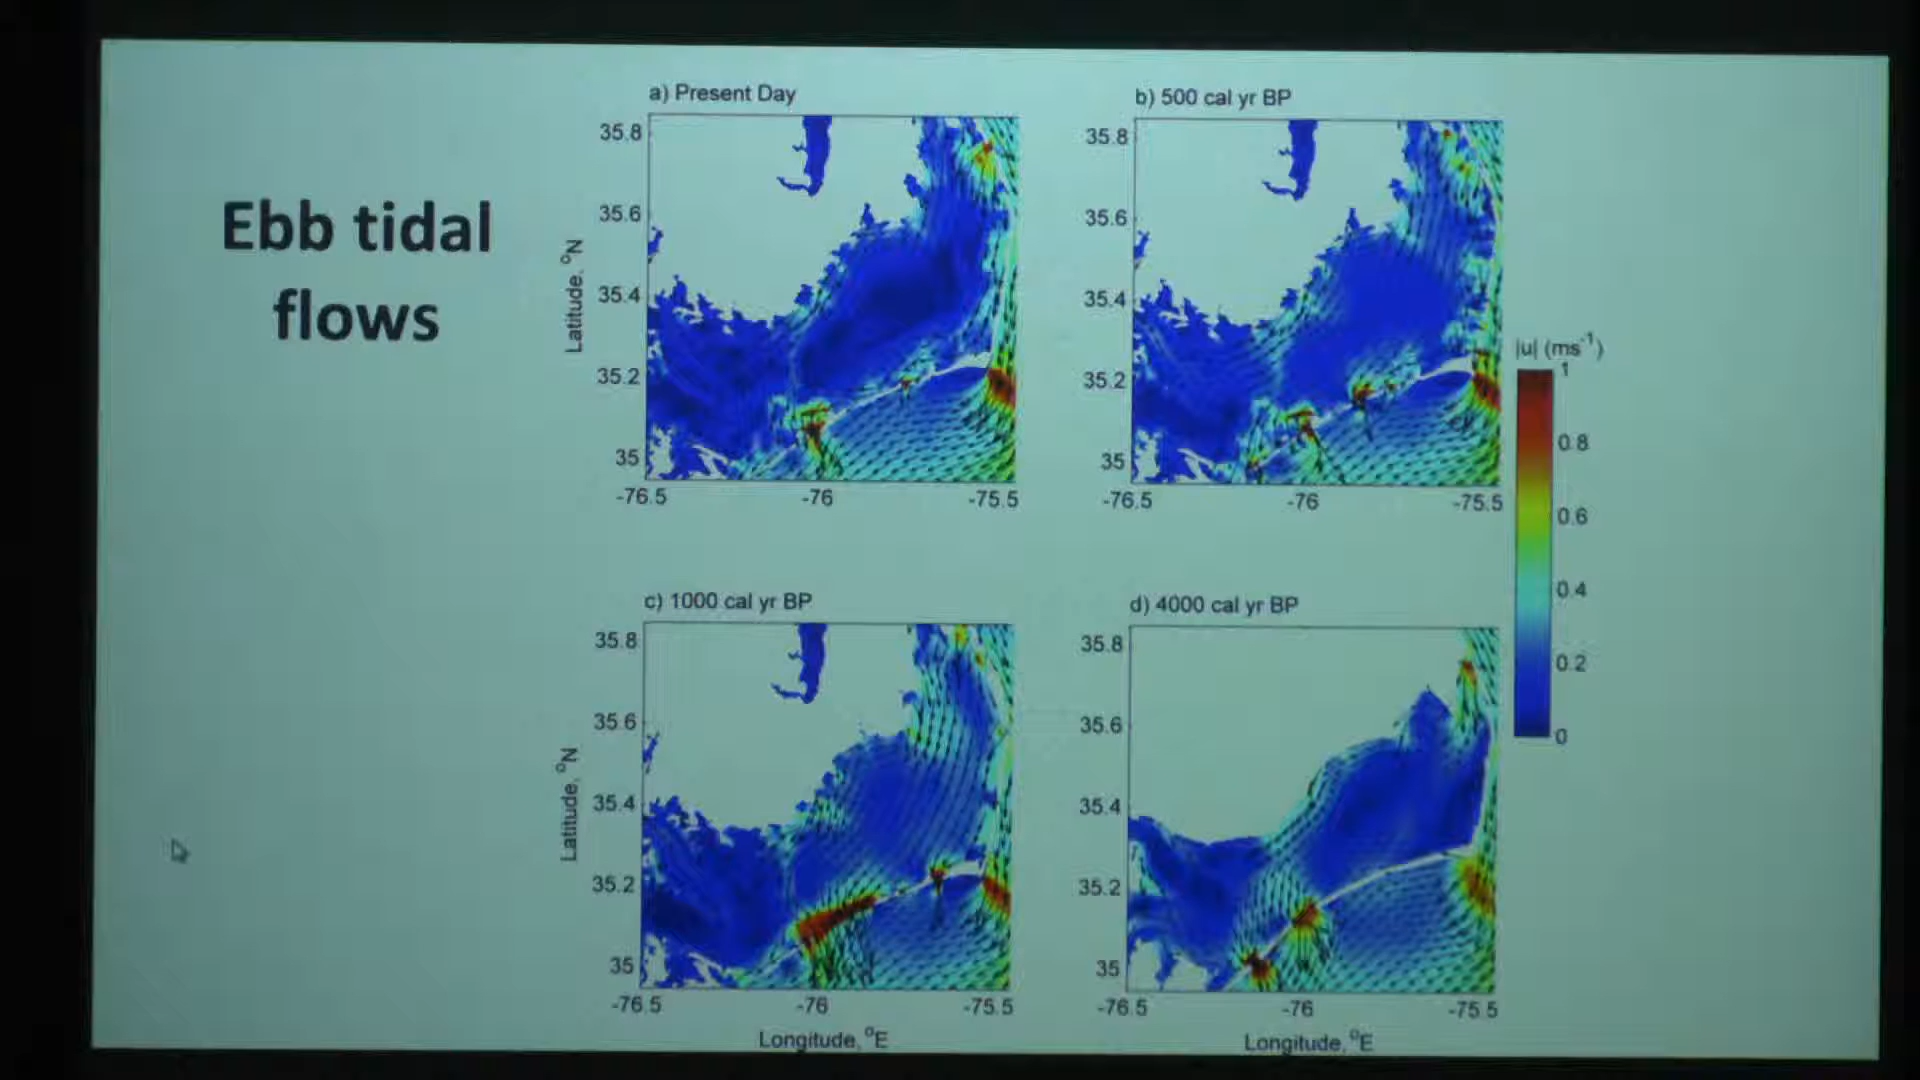 Ebb tidal
flows
a) Present Day
35.8
35.6
35.4
35.2
35
Latitude, °N
-76.5 -76 -75.5
b) 500 cal yr BP
35.8
35.6
35.4
35.2
35
-76.5 -76 -75.5
|u| (ms⁻¹)
1
0.8
0.6
0.4
0.2
0
c) 1000 cal yr BP
35.8
35.6
35.4
35.2
35
Latitude, °N
-76.5 -76 -75.5
Longitude, °E
d) 4000 cal yr BP
35.8
35.6
35.4
35.2
35
-76.5 -76 -75.5
Longitude, °E